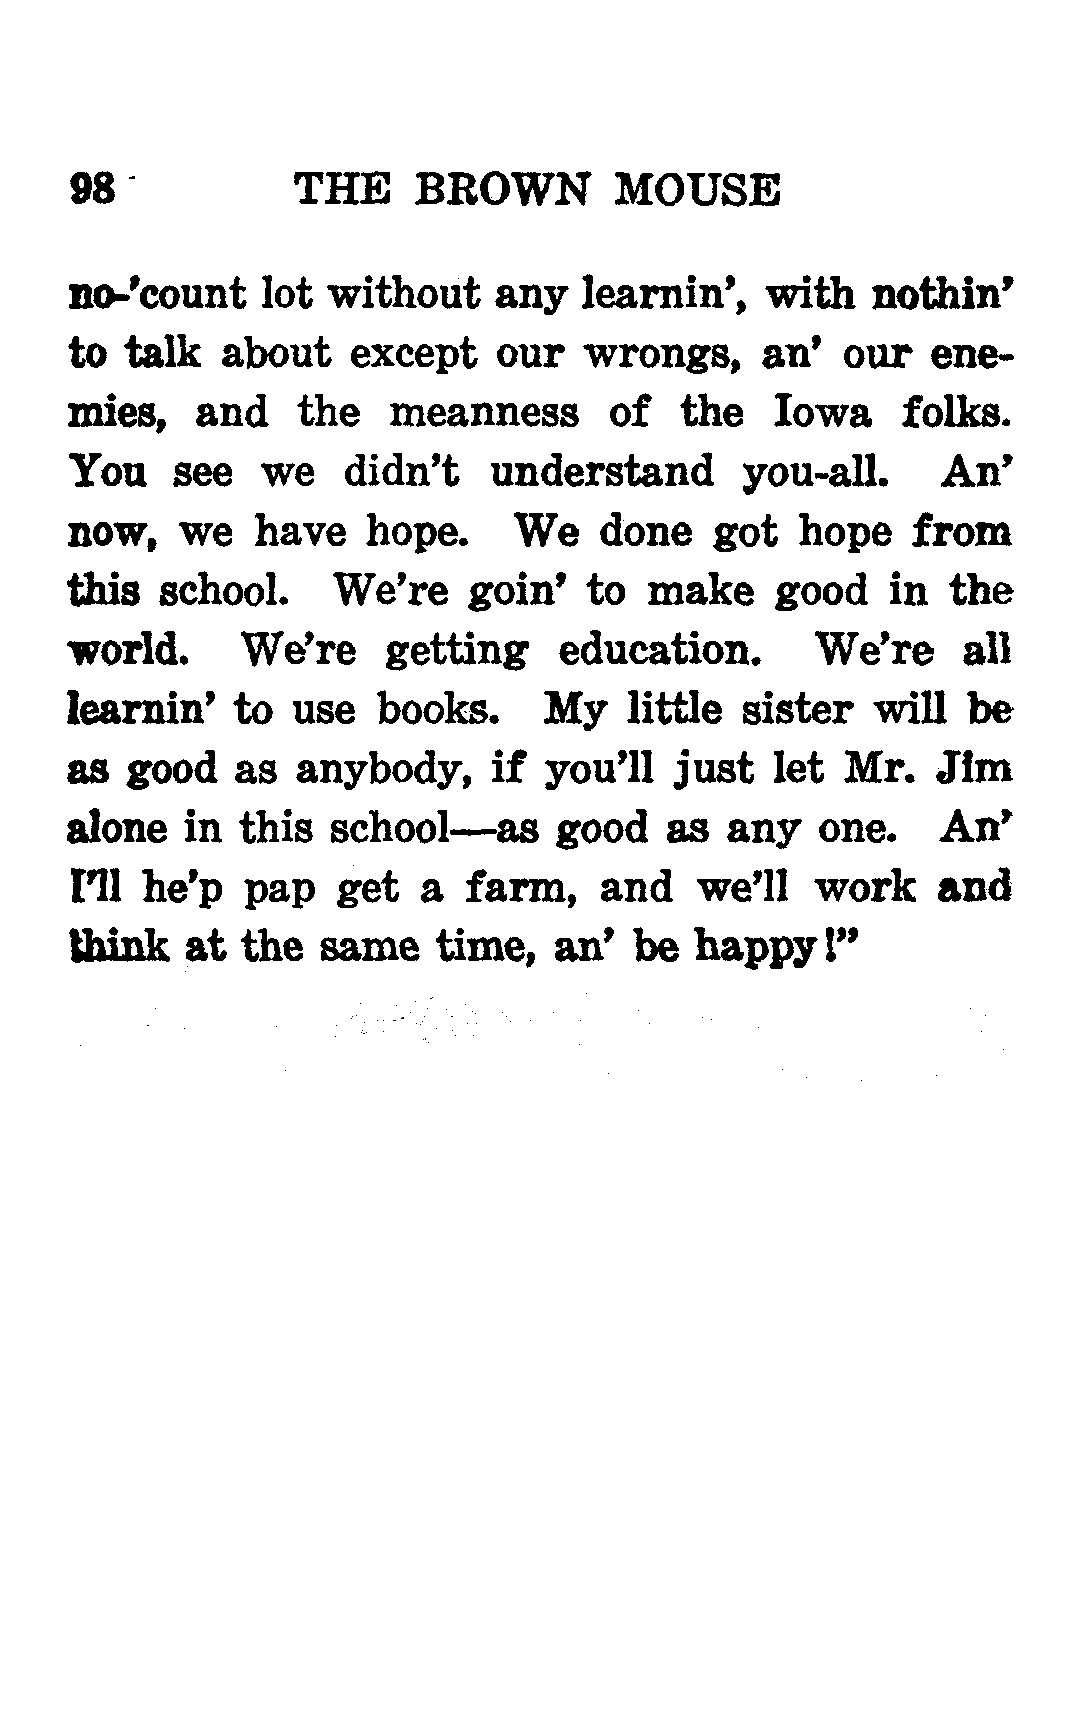 98 THE BROWN MOUSE
no-'count lot without any learnin', with nothin'
to talk about except our wrongs, an' our ene-
mies, and the meanness of the Iowa folks.
You see we didn't understand you-all. An'
now, we have hope. We done got hope from
this school. We're goin' to make good in the
world. We're getting education. We're all
learnin' to use books. My little sister will be
as good as anybody, if you'll just let Mr. Jim
alone in this school—as good as any one. An'
I'll he'p pap get a farm, and we'll work and
think at the same time, an' be happy!"